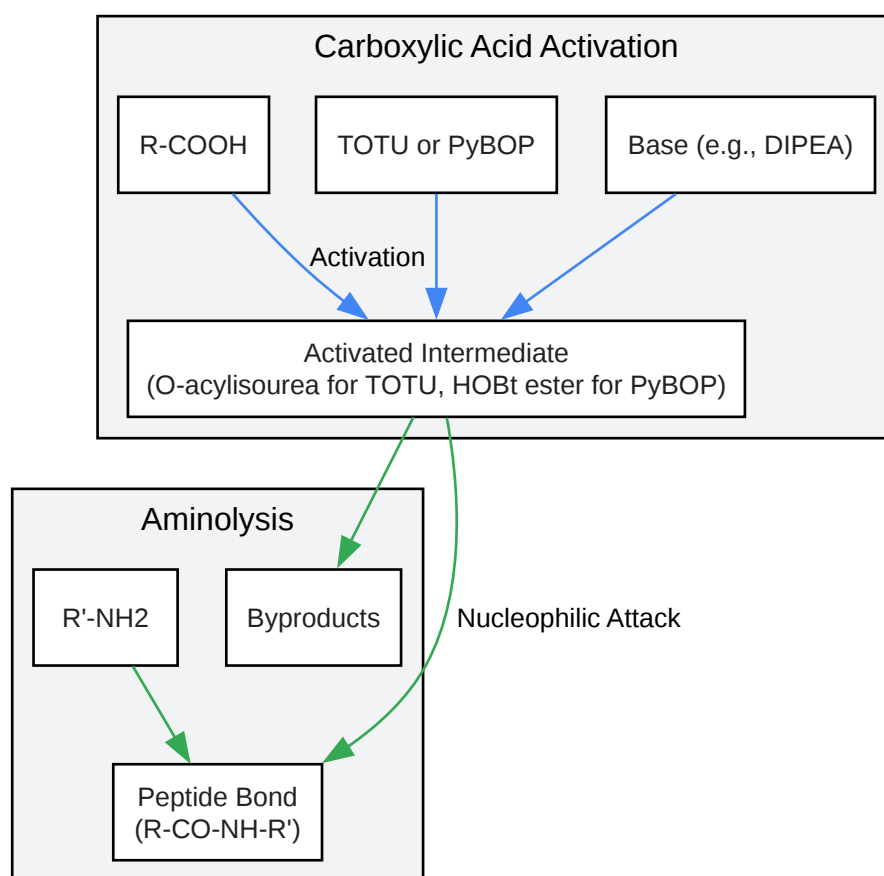 Carboxylic Acid Activation
R-COOH
TOTU or PyBOP
Base (e.g., DIPEA)
Activation
Activated Intermediate
(O-acylisourea for TOTU, HOBt ester for PyBOP)
Aminolysis
R'-NH2
Byproducts
Nucleophilic Attack
Peptide Bond
(R-CO-NH-R')